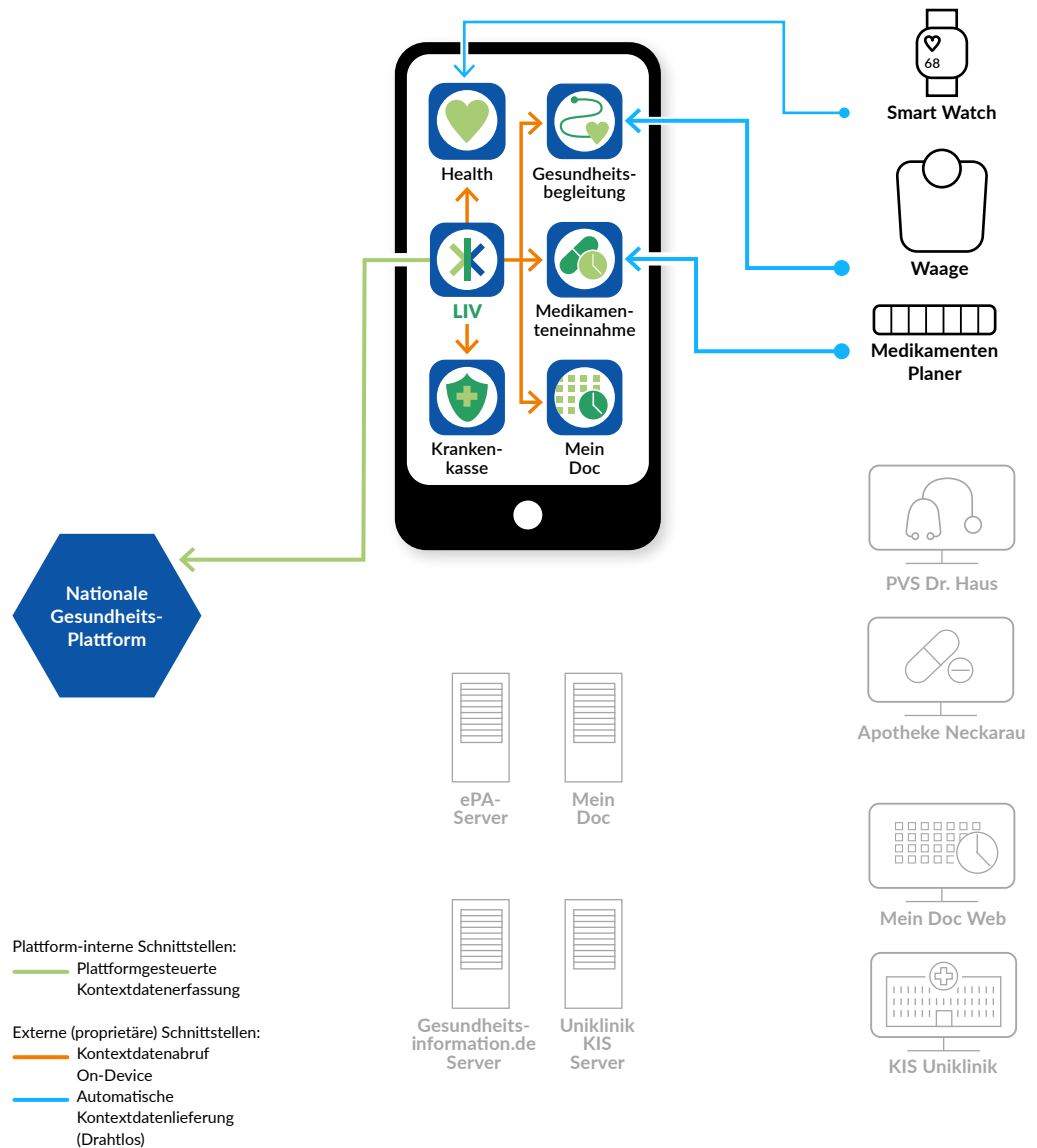 68
Smart Watch
Health
Gesundheits-
begleitung
Waage
LIV
Medikamen-
teneinnahme
Medikamenten
Planer
Kranken-
kasse
Mein
Doc
PVS Dr. Haus
Nationale
Gesundheits-
Plattform
Apotheke Neckarau
ePA-
Server
Mein
Doc
Mein Doc Web
Gesundheits-
information.de
Server
Uniklinik
KIS
Server
KIS Uniklinik
Plattform-interne Schnittstellen:
Plattformgesteuerte
Kontextdatenerfassung
Externe (proprietäre) Schnittstellen:
Kontextdatenabruf
On-Device
Automatische
Kontextdatenlieferung
(Drahtlos)